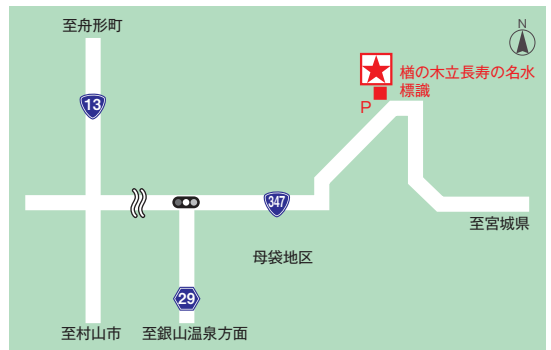 至舟形町
N
13
楢の木立長寿の名水
標識
P
347
至宮城県
母袋地区
29
至村山市
至銀山温泉方面